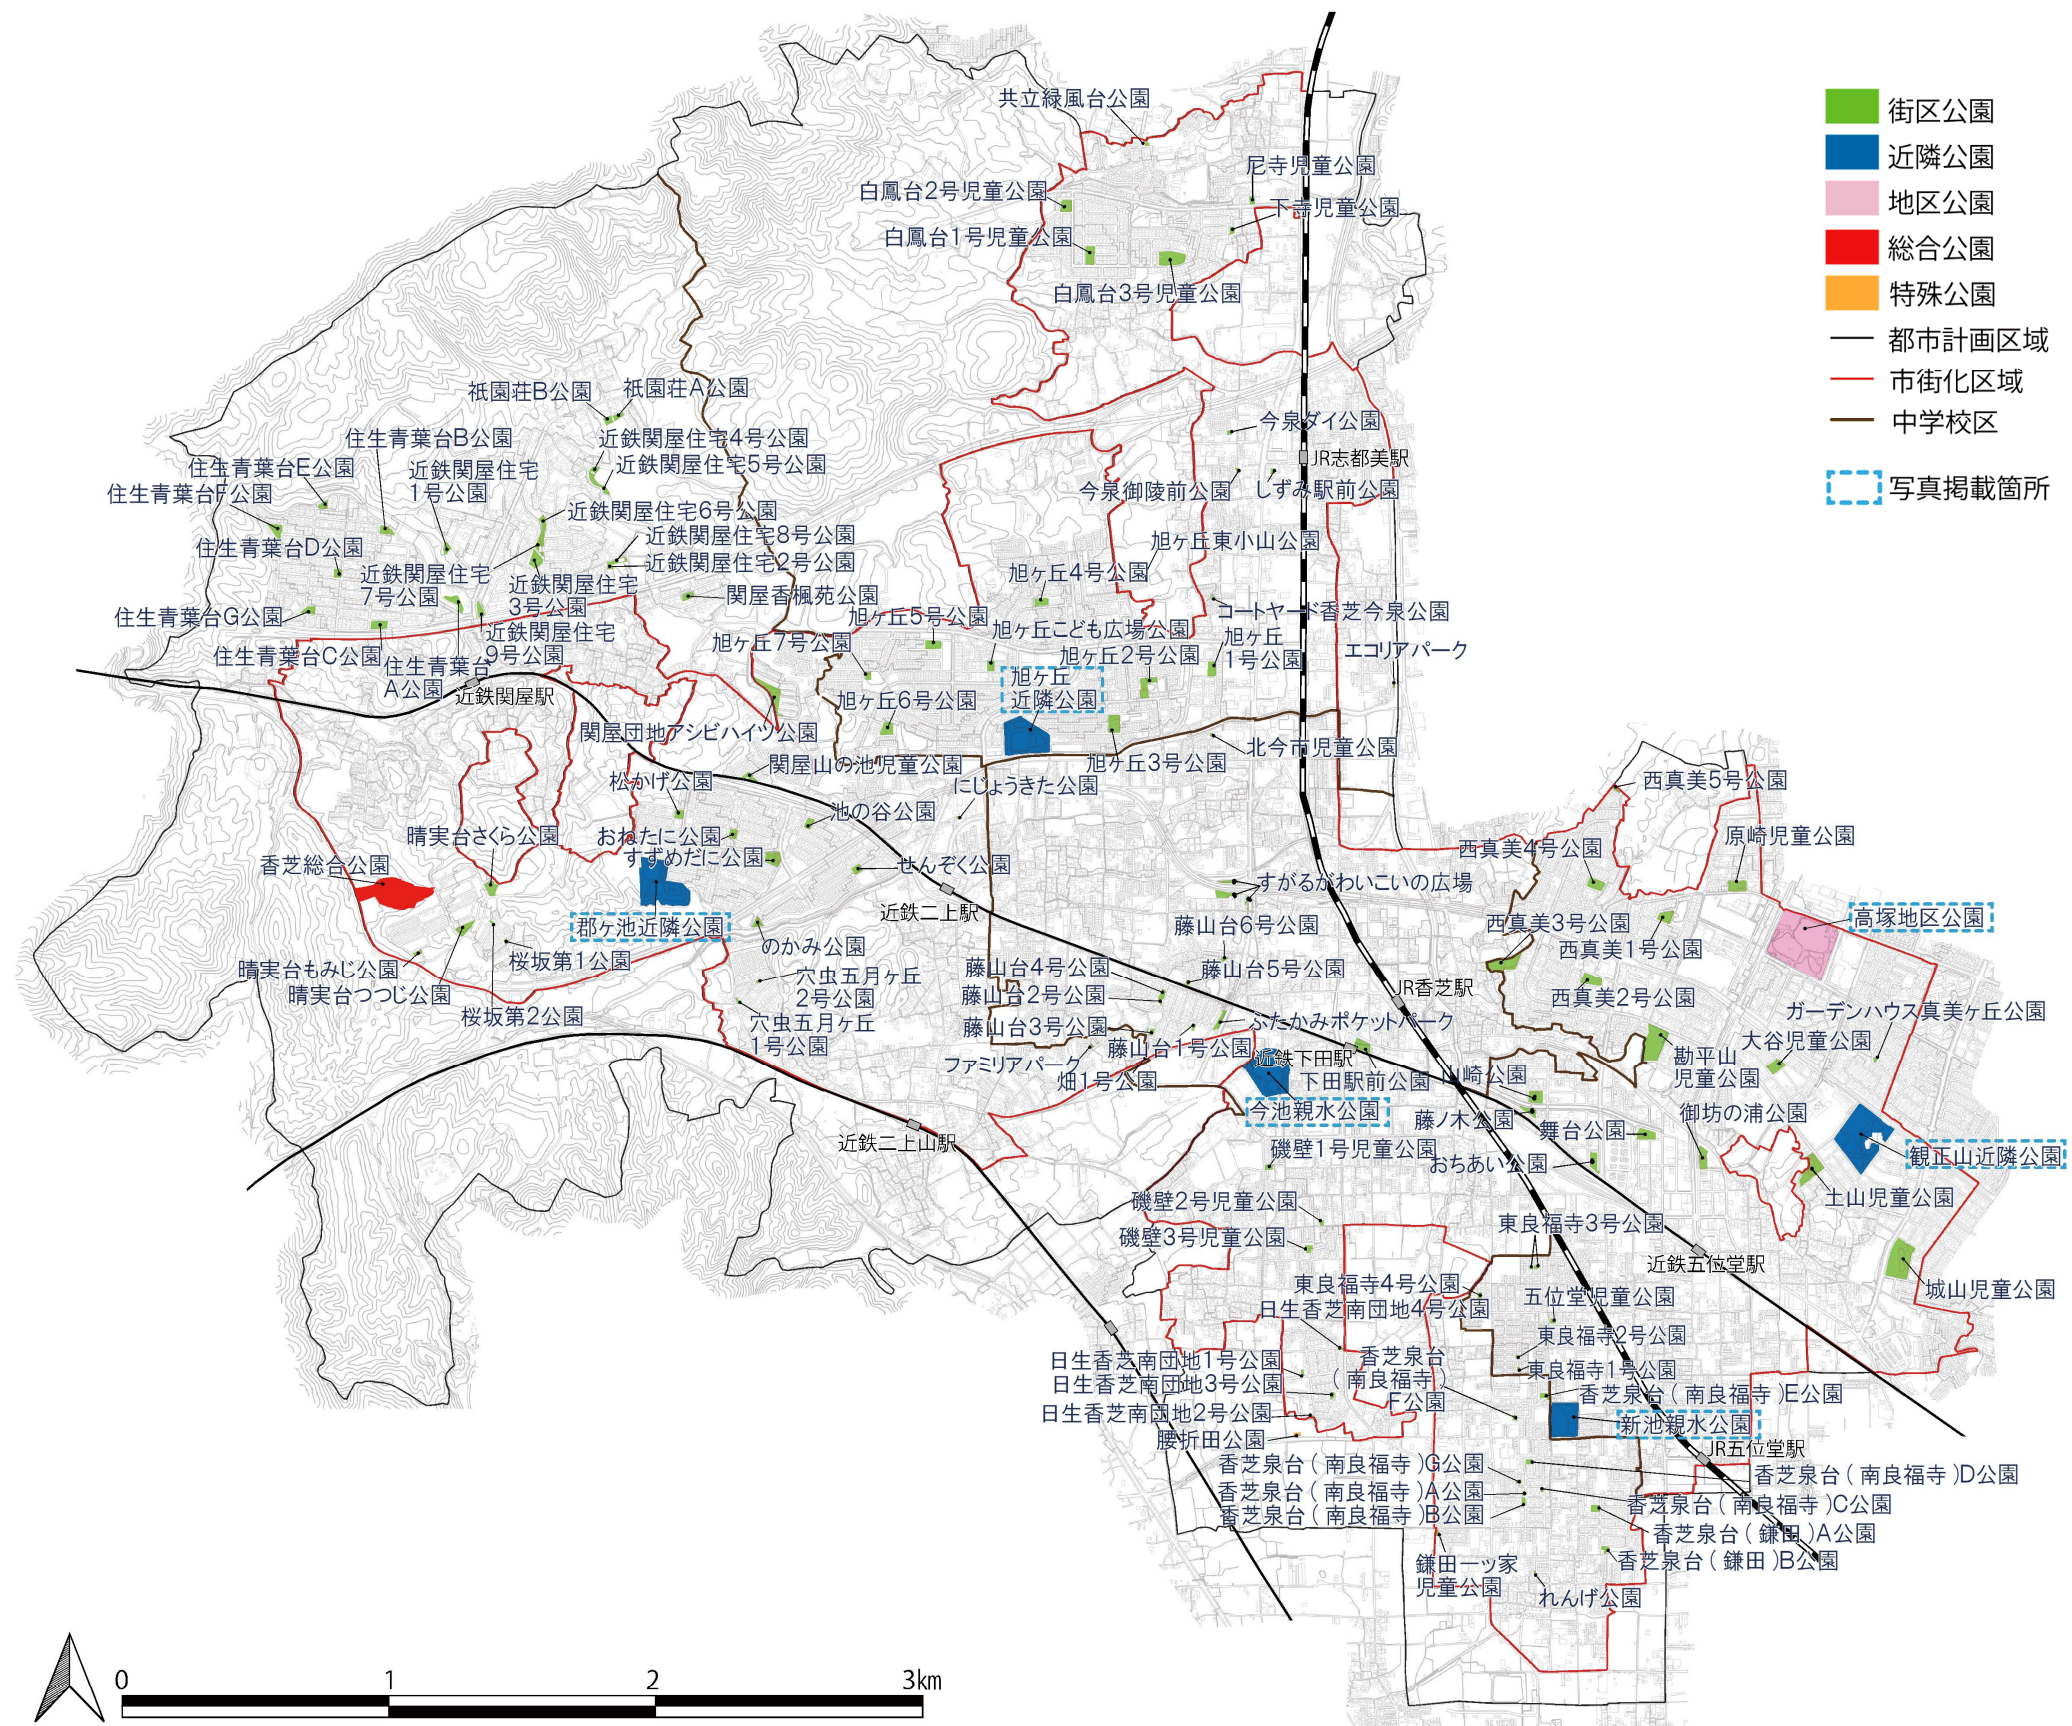 街区公園
近隣公園
地区公園
総合公園
特殊公園
都市計画区域
市街化区域
中学校区
写真掲載箇所
共立緑風台公園
尼寺児童公園
白鳳台2号児童公園
下寺児童公園
白鳳台1号児童公園
白鳳台3号児童公園
祇園荘B公園
祇園荘A公園
今泉ダイ公園
住生青葉台B公園
近鉄関屋住宅4号公園
JR志都美駅
住生青葉台E公園
近鉄関屋住宅
1号公園
近鉄関屋住宅5号公園
住生青葉台F公園
今泉御陵前公園
しずみ駅前公園
近鉄関屋住宅6号公園
住生青葉台D公園
近鉄関屋住宅8号公園
旭ヶ丘東小山公園
近鉄関屋住宅2号公園
近鉄関屋住宅
7号公園
近鉄関屋住宅
3号公園
旭ヶ丘4号公園
関屋香楓苑公園
住生青葉台G公園
旭ヶ丘5号公園
コートヤード香芝今泉公園
近鉄関屋住宅
9号公園
旭ヶ丘7号公園
旭ヶ丘こども広場公園
旭ヶ丘
1号公園
住生青葉台C公園
住生青葉台
A公園
旭ヶ丘2号公園
エコリアパーク
近鉄関屋駅
旭ヶ丘
近隣公園
旭ヶ丘6号公園
関屋団地アシビハイツ公園
北今市児童公園
関屋山の池児童公園
旭ヶ丘3号公園
松かげ公園
にじょうきた公園
西真美5号公園
池の谷公園
晴実台さくら公園
おねたに公園
すずめだに公園
原崎児童公園
香芝総合公園
せんぞく公園
西真美4号公園
すがるがわいこいの広場
近鉄二上駅
郡ヶ池近隣公園
藤山台6号公園
西真美3号公園
高塚地区公園
のかみ公園
西真美1号公園
桜坂第1公園
晴実台もみじ公園
穴虫五月ヶ丘
2号公園
藤山台4号公園
藤山台5号公園
JR香芝駅
晴実台つつじ公園
藤山台2号公園
西真美2号公園
桜坂第2公園
穴虫五月ヶ丘
1号公園
藤山台3号公園
ふたかみポケットパーク
ガーデンハウス真美ヶ丘公園
藤山台1号公園
大谷児童公園
ファミリアパーク
近鉄下田駅
勘平山
児童公園
畑1号公園
下田駅前公園
山崎公園
今池親水公園
藤ノ木公園
御坊の浦公園
近鉄二上山駅
舞台公園
磯壁1号児童公園
おちあい公園
観正山近隣公園
磯壁2号児童公園
土山児童公園
磯壁3号児童公園
東良福寺3号公園
近鉄五位堂駅
東良福寺4号公園
五位堂児童公園
城山児童公園
日生香芝南団地4号公園
東良福寺2号公園
日生香芝南団地1号公園
香芝泉台
(南良福寺)
F公園
東良福寺1号公園
日生香芝南団地3号公園
香芝泉台(南良福寺)E公園
日生香芝南団地2号公園
新池親水公園
腰折田公園
JR五位堂駅
香芝泉台(南良福寺)G公園
香芝泉台(南良福寺)D公園
香芝泉台(南良福寺)A公園
香芝泉台(南良福寺)C公園
香芝泉台(南良福寺)B公園
香芝泉台(鎌田)A公園
鎌田一ッ家
児童公園
香芝泉台(鎌田)B公園
れんげ公園
0 1 2 3km